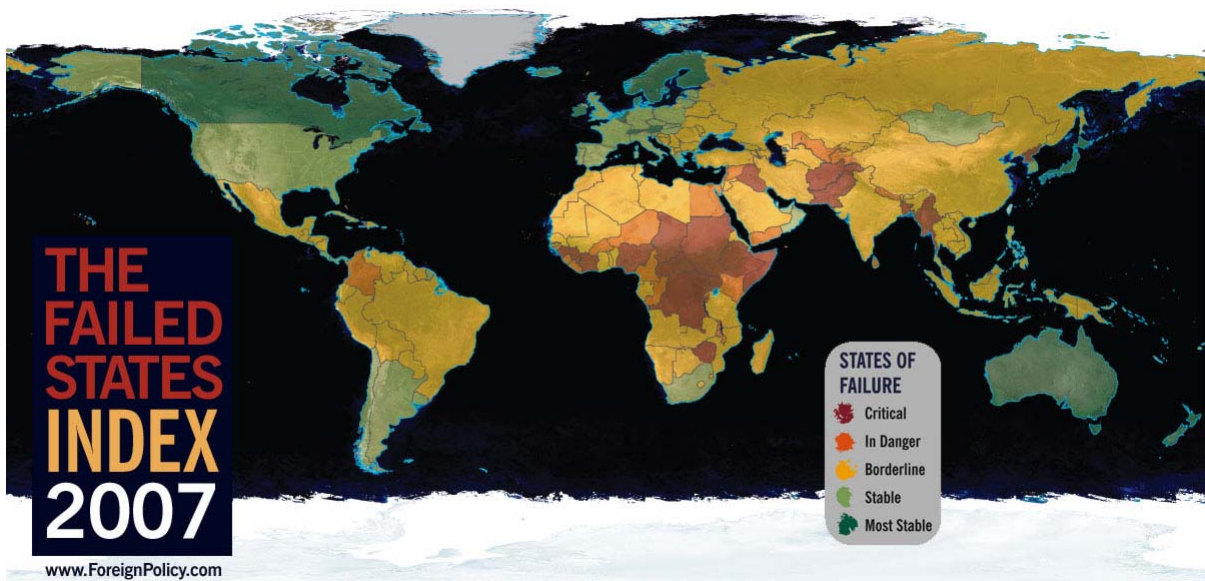 THE
FAILED
STATES
INDEX
2007
www.ForeignPolicy.com
STATES OF
FAILURE
Critical
In Danger
Borderline
Stable
Most Stable